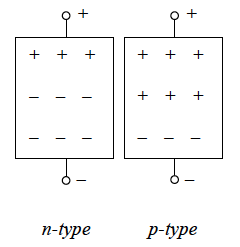 + +
+ + + + + +
– – – + + +
– – – – – –
– –
n-type p-type